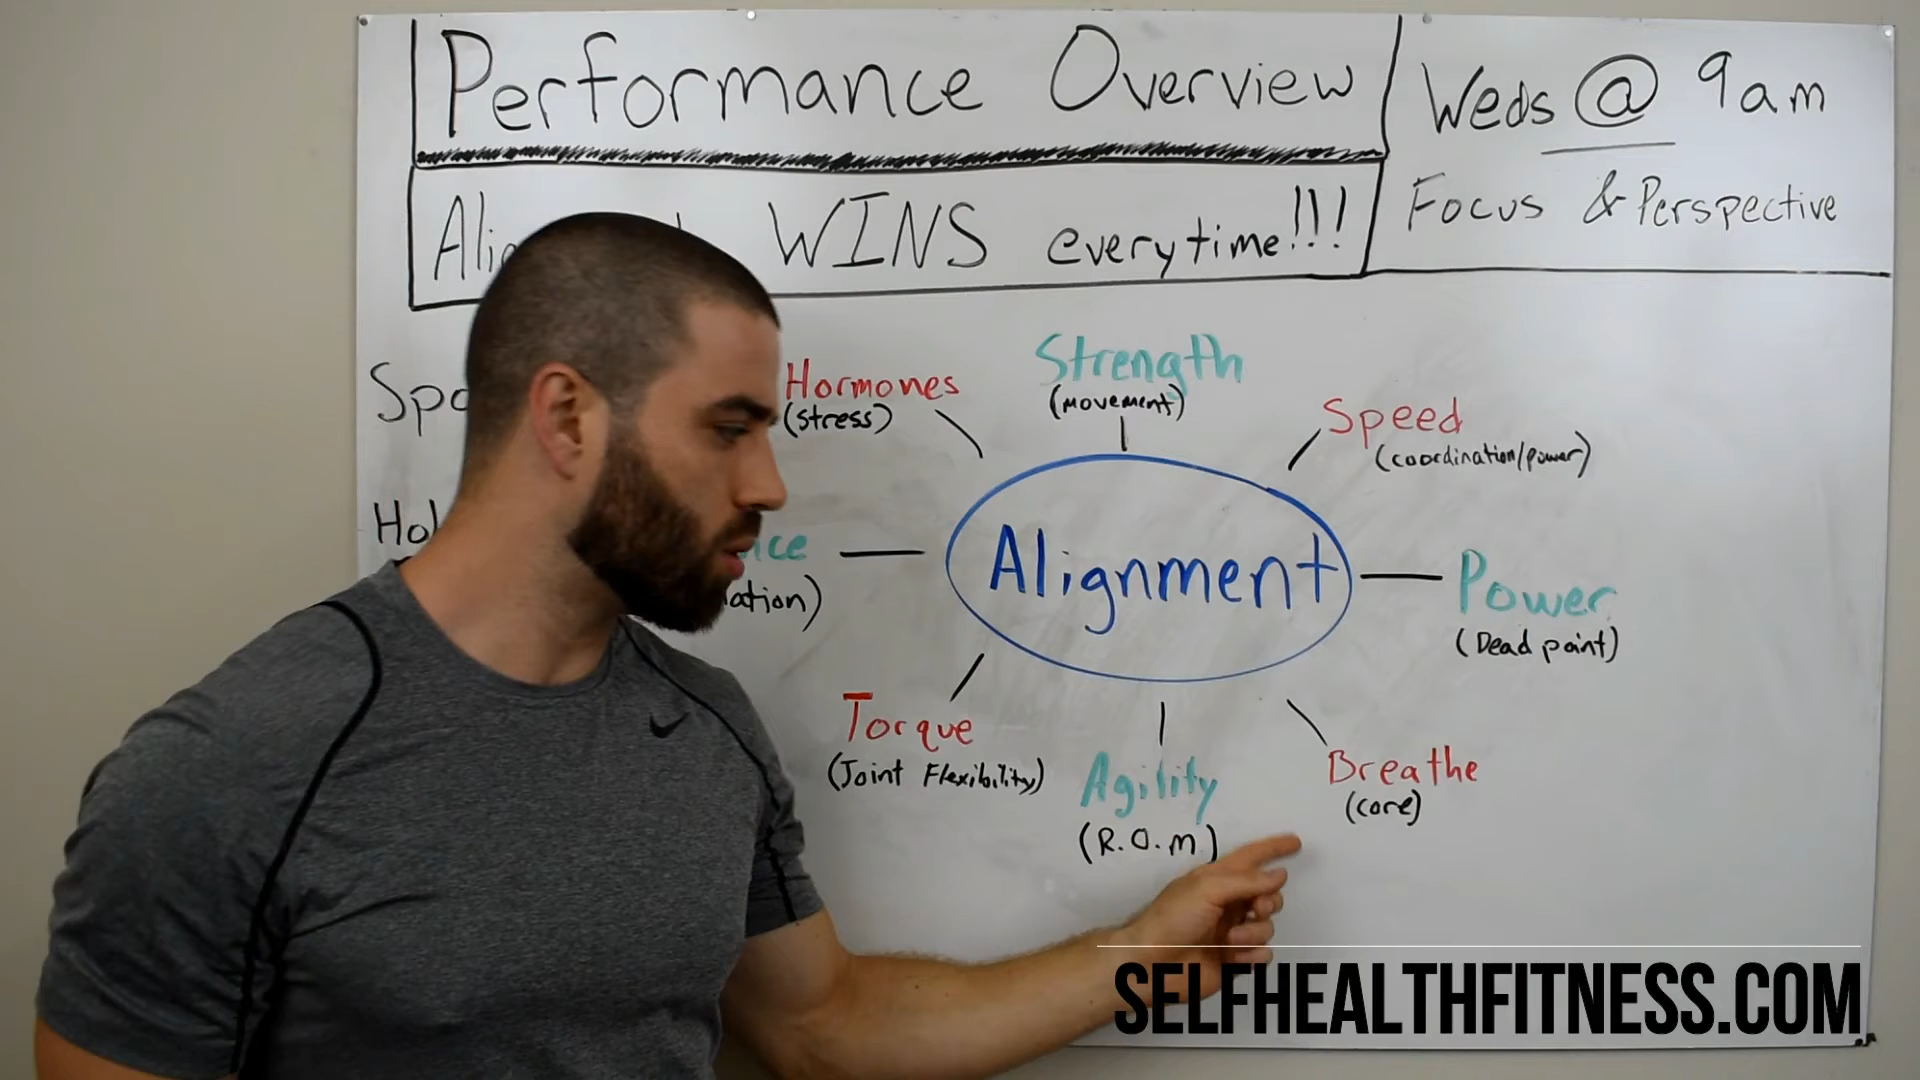 Performance Overview
Weds @ 9am
WINS everytime!!!
Focus & Perspective
Strength
(movement)
Hormones
(stress)
Speed
(coordination/power)
Alignment
Power
(Dead point)
Torque
(Joint Flexibility)
Agility
(R.O.M)
Breathe
(core)
SELFHEALTHFITNESS.COM